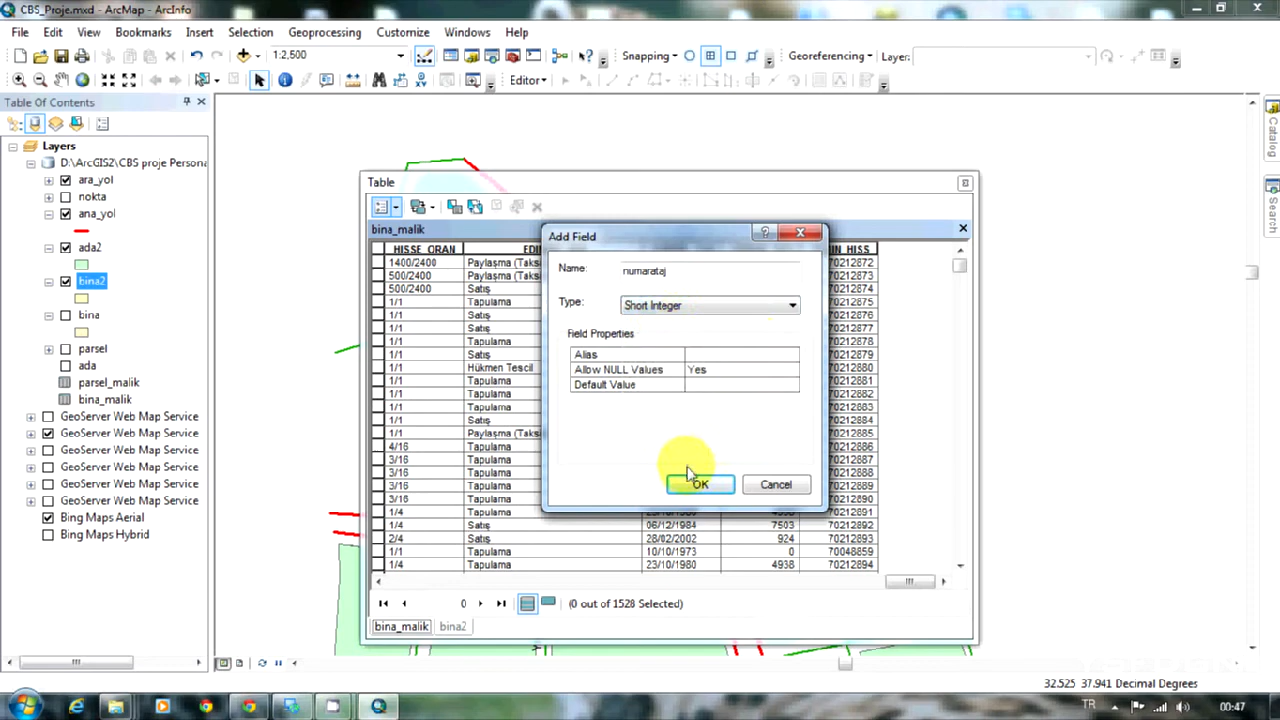 CBS_Proje.mxd - ArcMap - ArcInfo
File Edit View Bookmarks Insert Selection Geoprocessing Customize Windows Help
1:2,500 Snapping Georeferencing Layer:
Editor
Table Of Contents
Layers
D:\ArcGIS2\CBS proje Persona
ara_yol
nokta
ana_yol
ada2
bina2
bina
parsel
ada
parsel_malik
bina_malik
GeoServer Web Map Service
GeoServer Web Map Service
GeoServer Web Map Service
GeoServer Web Map Service
GeoServer Web Map Service
GeoServer Web Map Service
Bing Maps Aerial
Bing Maps Hybrid
Table
bina_malik
HISSE_ORAN EDIN IN_HISS
1400/2400 Paylaşma (Taks 70212872
500/2400 Paylaşma (Taks 70212873
500/2400 Satış 70212874
1/1 Tapulama 70212875
1/1 Satış 70212876
1/1 Satış 70212877
1/1 Tapulama 70212878
1/1 Satış 70212879
1/1 Hükmen Tescil 70212880
1/1 Tapulama 70212881
1/1 Tapulama 70212882
1/1 Tapulama 70212883
1/1 Satış 70212884
1/1 Paylaşma (Taks 70212885
4/16 Tapulama 70212886
3/16 Tapulama 70212887
3/16 Tapulama 70212888
3/16 Tapulama 70212889
3/16 Tapulama 70212890
1/4 Tapulama 70212891
1/4 Satış 06/12/1984 7503 70212892
2/4 Satış 28/02/2002 924 70212893
1/1 Tapulama 10/10/1973 0 70048859
1/4 Tapulama 23/10/1980 4938 70212894
Add Field
Name: numarataj
Type: Short Integer
Field Properties
Alias
Allow NULL Values Yes
Default Value
OK Cancel
0 (0 out of 1528 Selected)
bina_malik bina2
Catalog
Search
32.525 37.941 Decimal Degrees
TR 00:47